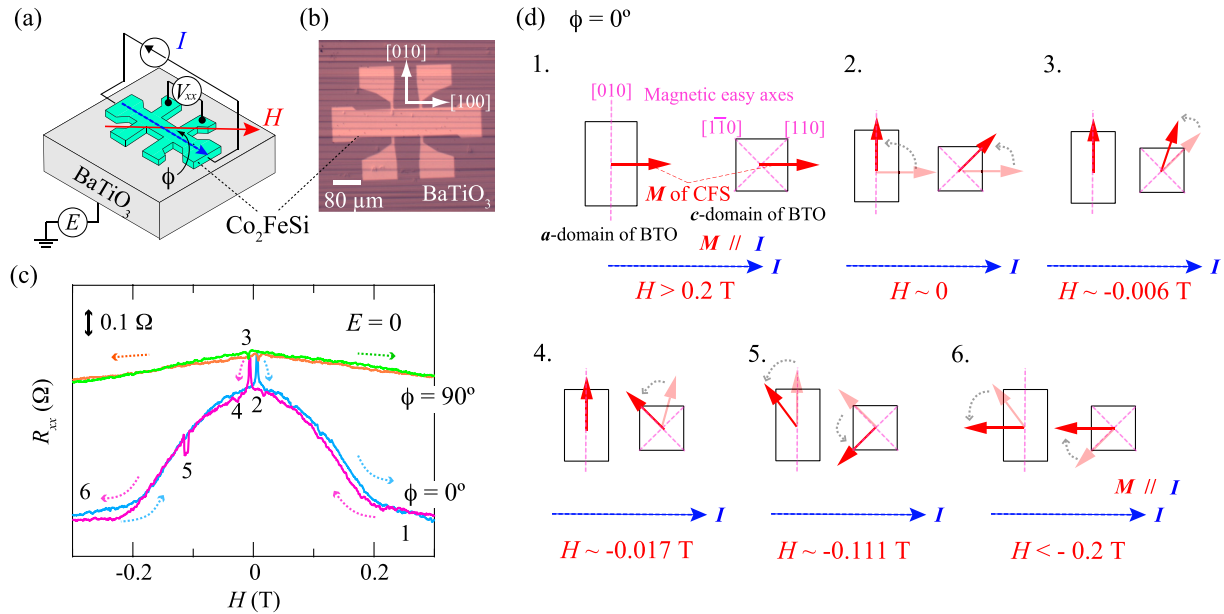 (a)
I
V_xx
H
ϕ
BaTiO3
E
Co2FeSi
(b)
[010]
[100]
80 µm
BaTiO3
(c)
0.1 Ω
E = 0
3
ϕ = 90º
4
2
5
6
ϕ = 0º
1
R_xx (Ω)
-0.2
0
0.2
H (T)
(d)
ϕ = 0º
1.
[010]
Magnetic easy axes
[11̄0]
[110]
M of CFS
c-domain of BTO
a-domain of BTO
M // I
I
H > 0.2 T
2.
I
H ~ 0
3.
I
H ~ -0.006 T
4.
I
H ~ -0.017 T
5.
I
H ~ -0.111 T
6.
M // I
I
H < - 0.2 T